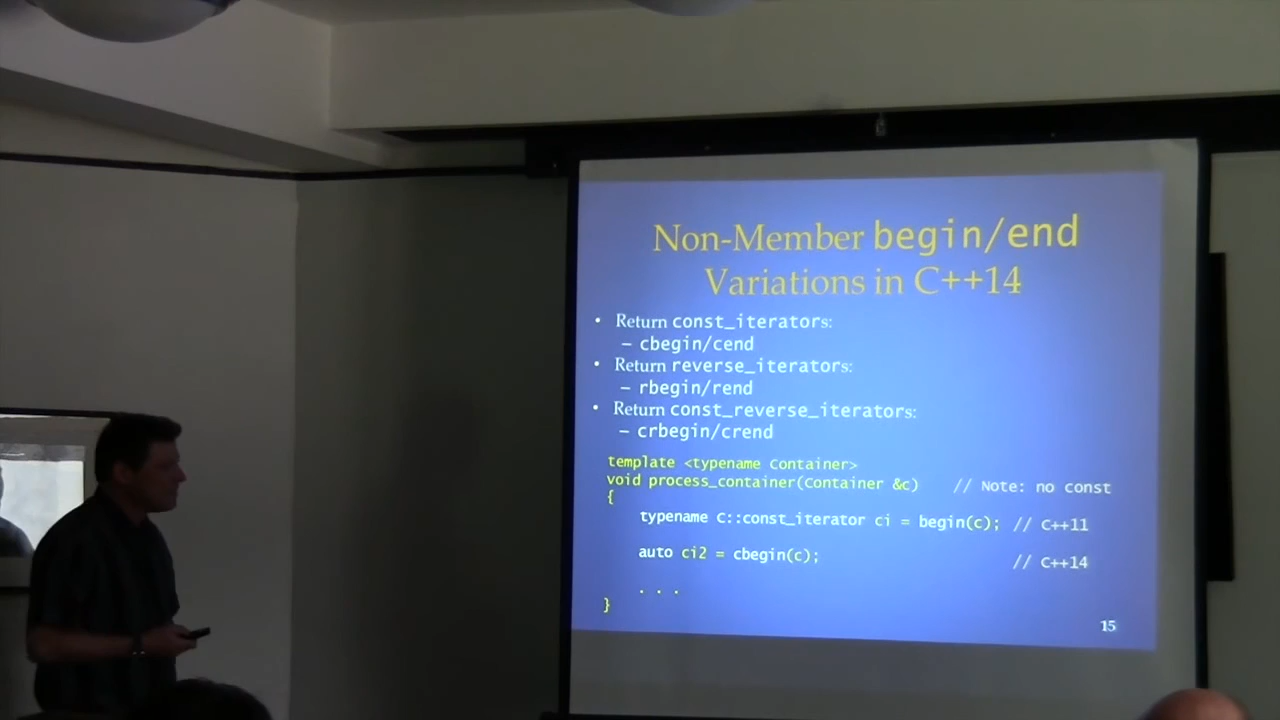 Non-Member begin/end
Variations in C++14
• Return const_iterators:
– cbegin/cend
• Return reverse_iterators:
– rbegin/rend
• Return const_reverse_iterators:
– crbegin/crend
template <typename Container>
void process_container(Container &c) // Note: no const
{
typename C::const_iterator ci = begin(c); // C++11
auto ci2 = cbegin(c); // C++14
. . .
}
15